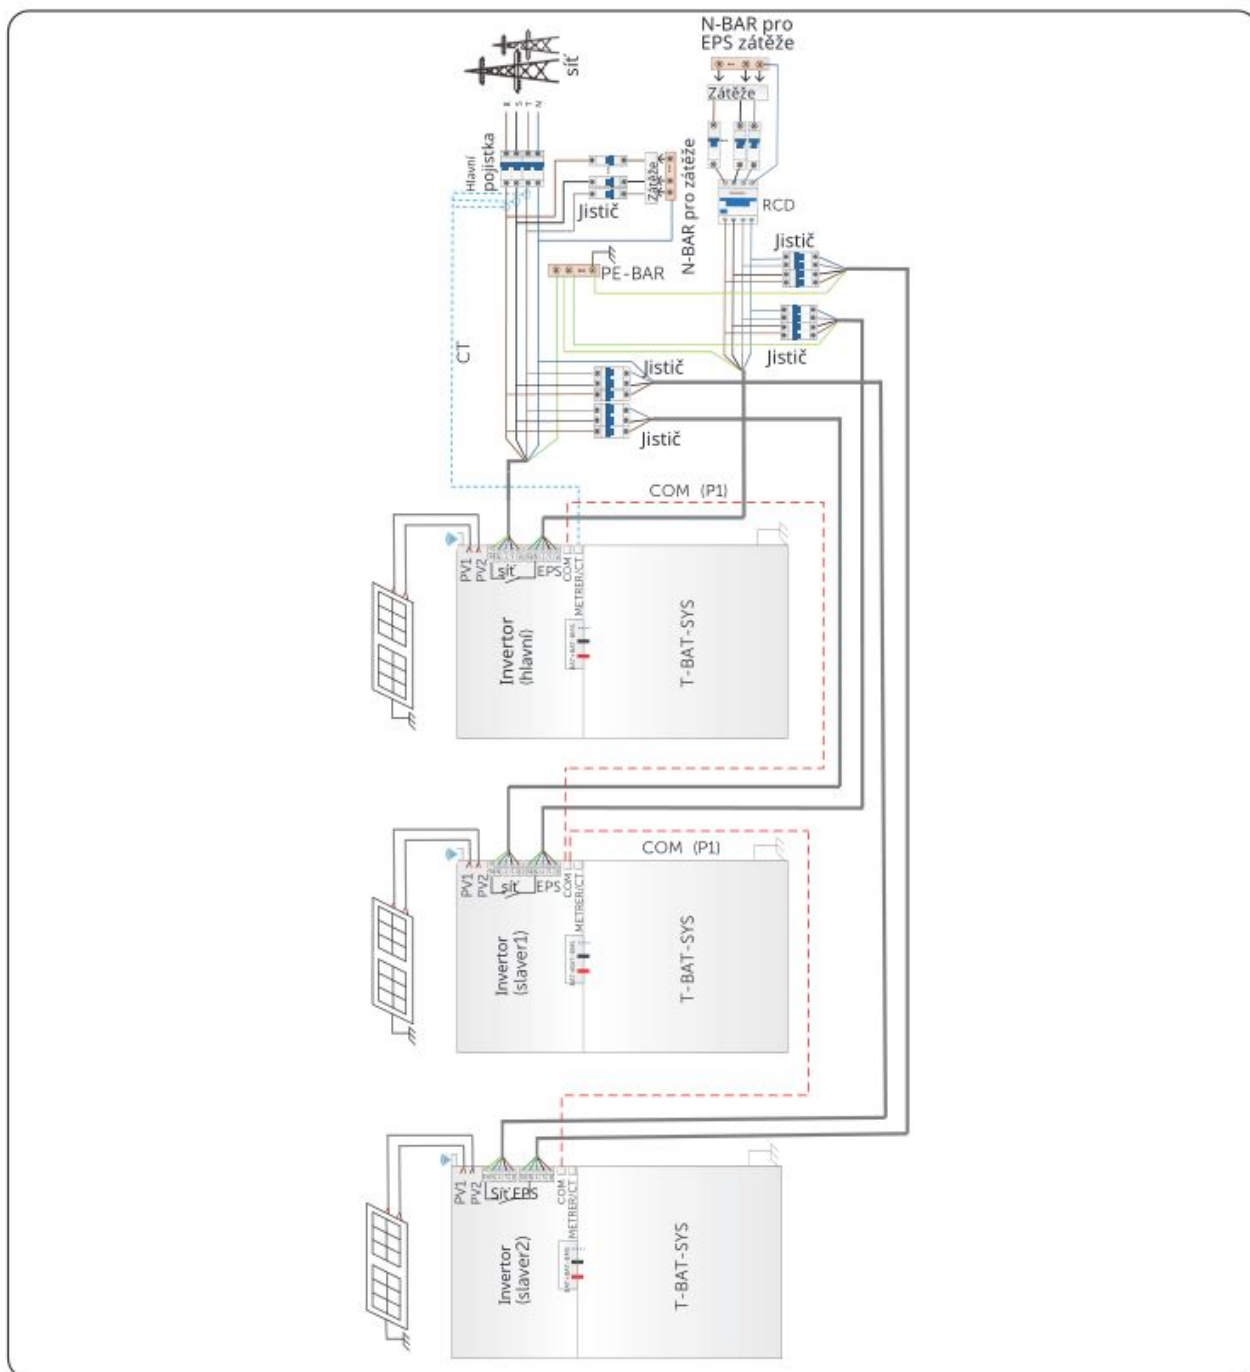 N-BAR pro
EPS zátěže
síť
R
S
T
N
Zátěže
Hlavní
pojistka
Zátěže
N-BAR pro zátěže
Jistič
RCD
Jistič
PE-BAR
CT
Jistič
Jistič
Jistič
COM (P1)
PV1
PV2
síť
EPS
COM
METRER/CT
Invertor
(hlavní)
T-BAT-SYS
COM (P1)
PV1
PV2
síť
EPS
COM
METRER/CT
Invertor
(slaver1)
T-BAT-SYS
PV1
PV2
Síť
EPS
COM
METRER/CT
Invertor
(slaver2)
T-BAT-SYS